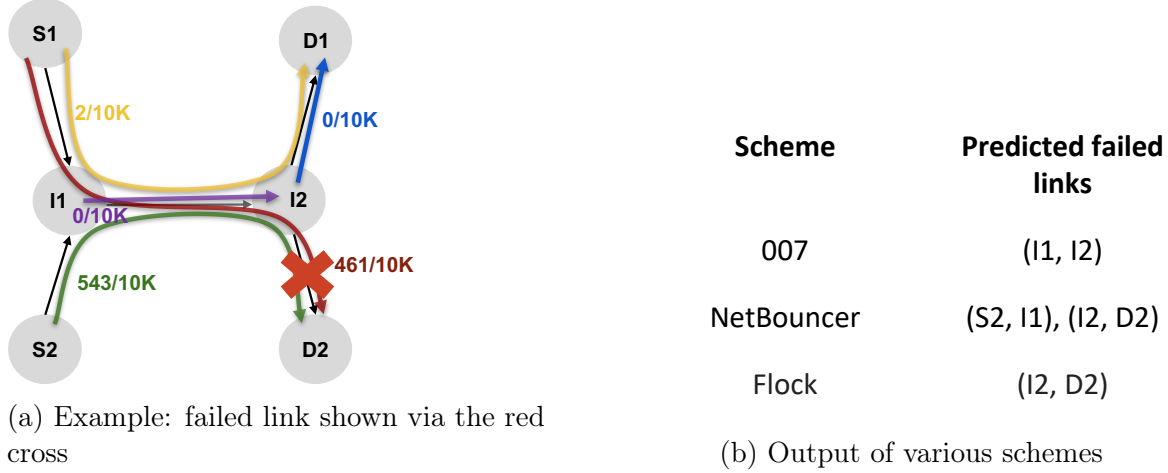 S1
D1
2/10K
0/10K
I1
I2
0/10K
461/10K
543/10K
S2
D2
(a) Example: failed link shown via the red
cross
Scheme
Predicted failed
links
007
(I1, I2)
NetBouncer
(S2, I1), (I2, D2)
Flock
(I2, D2)
(b) Output of various schemes